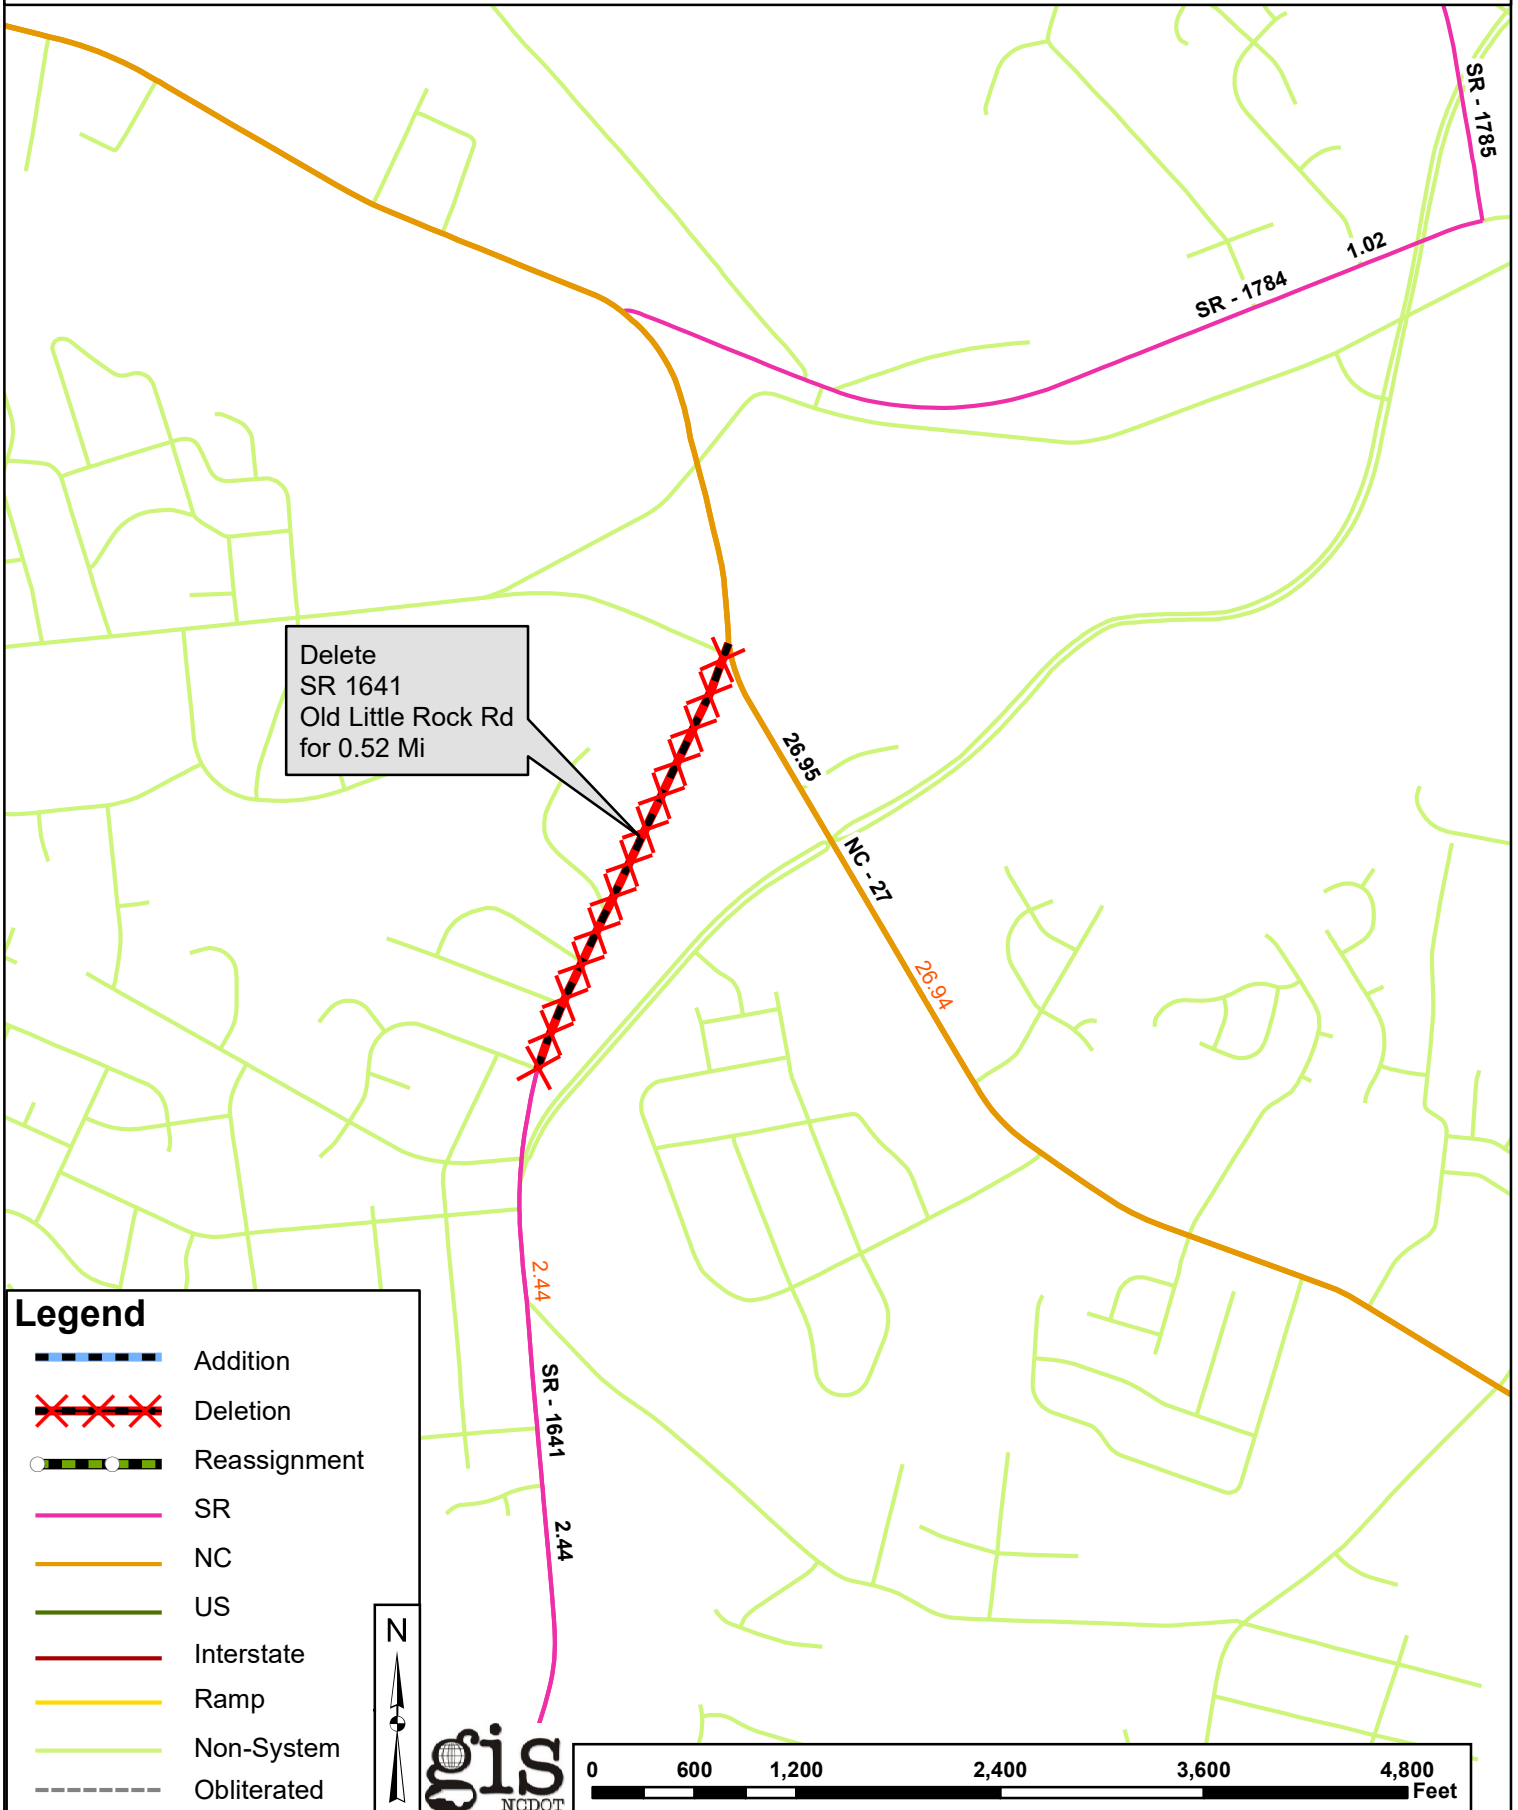 SR - 1785
1.02
SR - 1784
Delete
SR 1641
Old Little Rock Rd
for 0.52 Mi
26.95
NC - 27
26.94
2.44
SR - 1641
2.44
Legend
Addition
Deletion
Reassignment
SR
NC
US
Interstate
Ramp
Non-System
Obliterated
N
gis
NCDOT
0 600 1,200 2,400 3,600 4,800
Feet